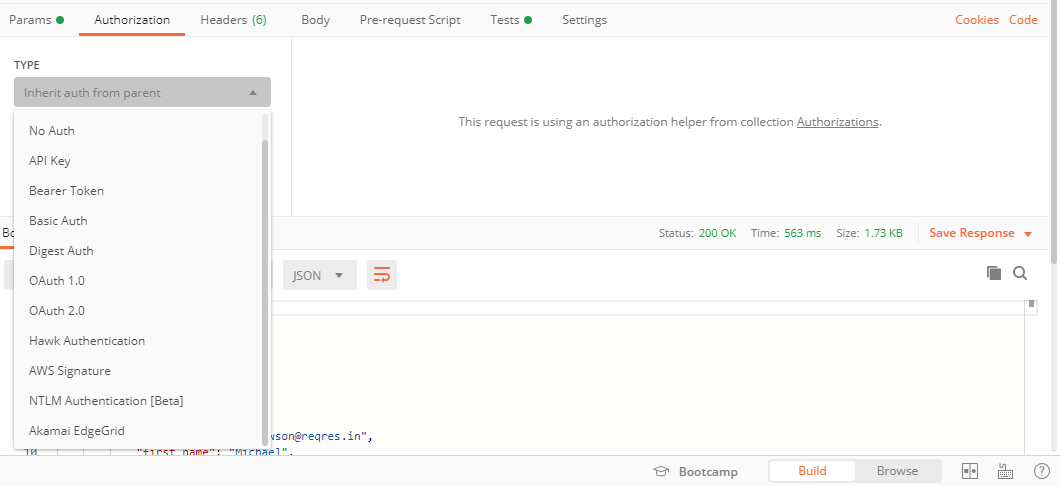 Params Authorization Headers (6) Body Pre-request Script Tests Settings Cookies Code
TYPE
Inherit auth from parent
This request is using an authorization helper from collection Authorizations.
No Auth
API Key
Bearer Token
Basic Auth
Digest Auth
OAuth 1.0
OAuth 2.0
Hawk Authentication
AWS Signature
NTLM Authentication [Beta]
Akamai EdgeGrid
Status: 200 OK Time: 563 ms Size: 1.73 KB Save Response
JSON
wson@reqres.in",
10 "first_name": "Michael",
Bootcamp Build Browse